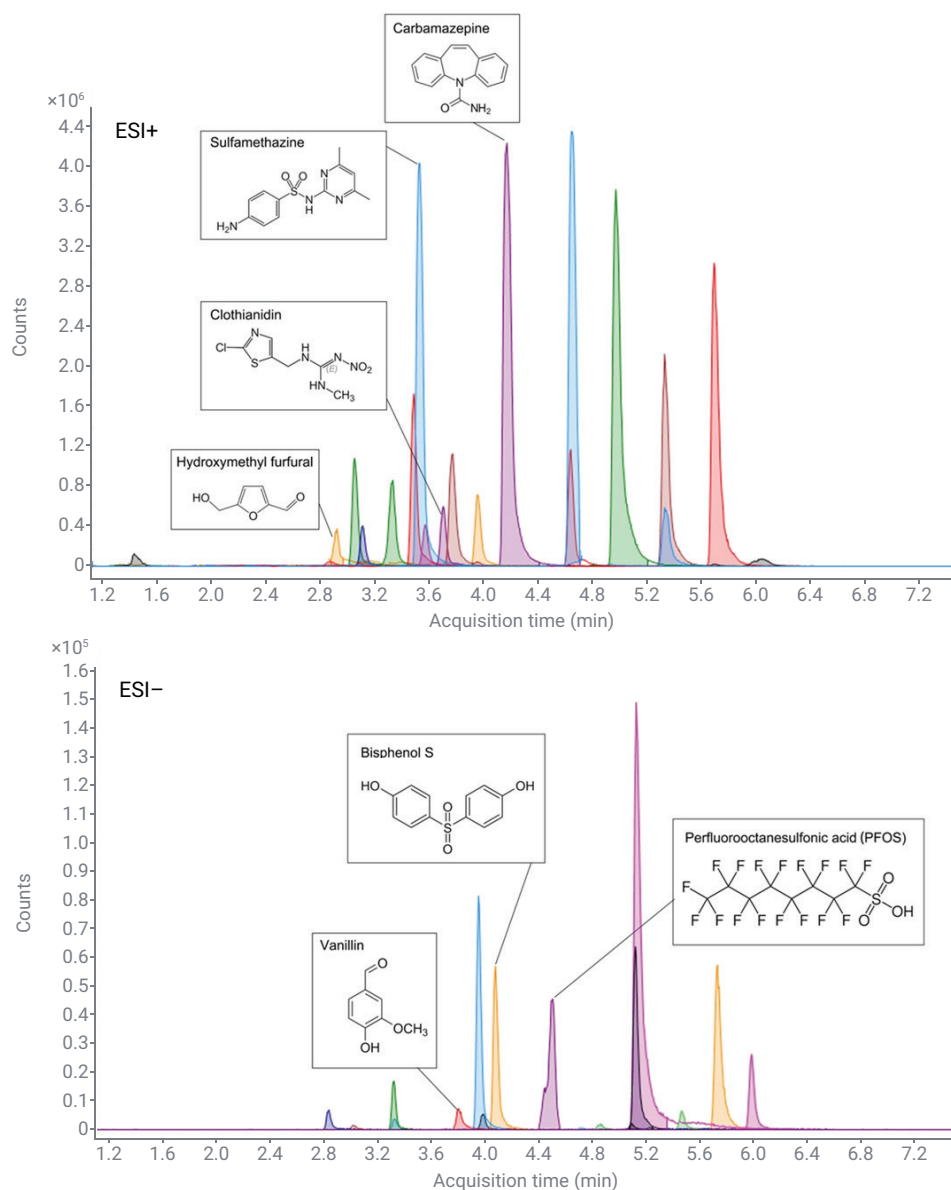 Carbamazepine
N
O
NH₂
×10⁶
ESI+
4.4
4.0
3.6
3.2
2.8
2.4
2.0
1.6
1.2
0.8
0.4
0
Counts
Sulfamethazine
O O
S
N
H
N
N
H₂N
Clothianidin
N
Cl
S
H
N
N
NO₂
(E)
HN
CH₃
Hydroxymethyl furfural
HO
O
O
1.2 1.6 2.0 2.4 2.8 3.2 3.6 4.0 4.4 4.8 5.2 5.6 6.0 6.4 6.8 7.2
Acquisition time (min)
×10⁵
ESI−
1.6
1.5
1.4
1.3
1.2
1.1
1.0
0.9
0.8
0.7
0.6
0.5
0.4
0.3
0.2
0.1
0
Counts
Bisphenol S
HO
OH
O
S
O
Perfluorooctanesulfonic acid (PFOS)
F F F F F F F F
F
O
S
OH
O
F F F F F F F F
Vanillin
O
OCH₃
OH
1.2 1.6 2.0 2.4 2.8 3.2 3.6 4.0 4.4 4.8 5.2 5.6 6.0 6.4 6.8 7.2
Acquisition time (min)